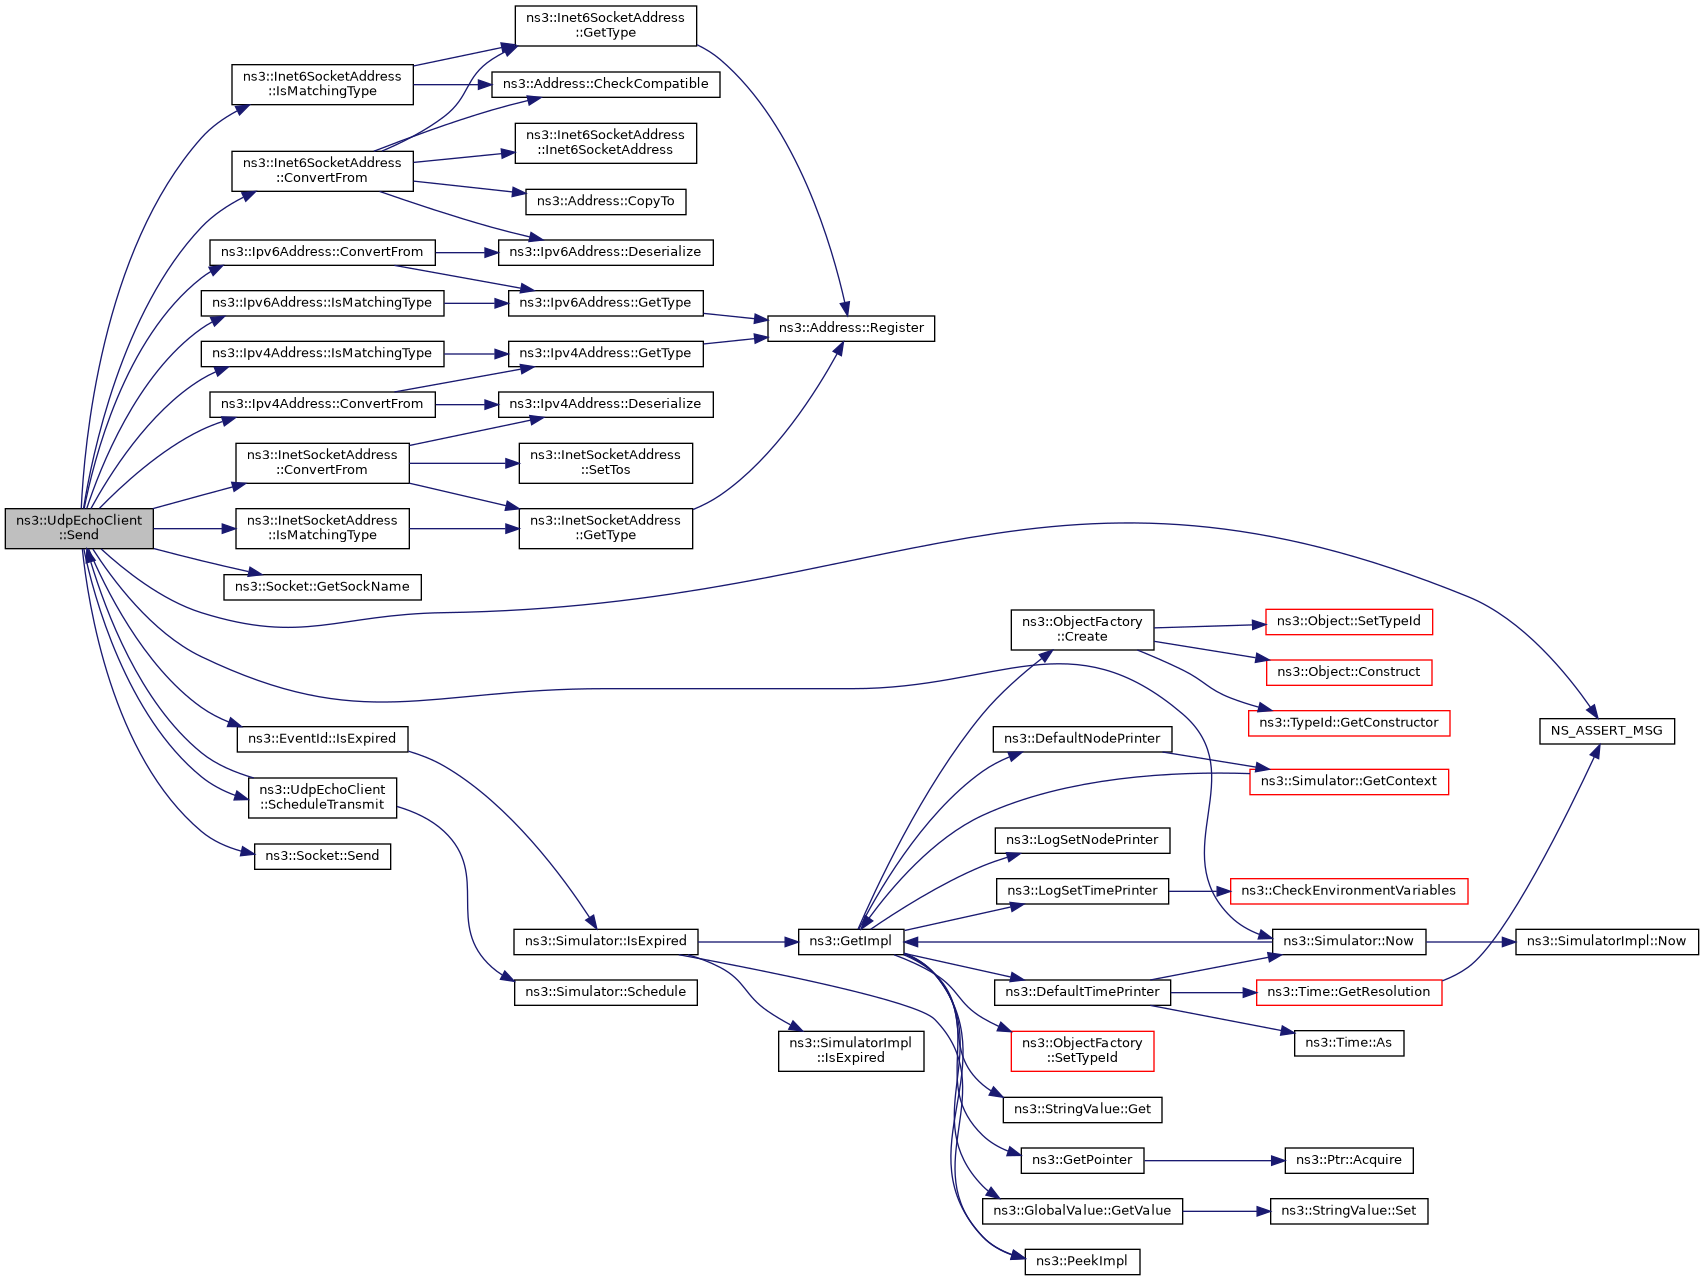 ns3::UdpEchoClient
::Send
ns3::Inet6SocketAddress
::IsMatchingType
ns3::Inet6SocketAddress
::ConvertFrom
ns3::Ipv6Address::ConvertFrom
ns3::Ipv6Address::IsMatchingType
ns3::Ipv4Address::IsMatchingType
ns3::Ipv4Address::ConvertFrom
ns3::InetSocketAddress
::ConvertFrom
ns3::InetSocketAddress
::IsMatchingType
ns3::Socket::GetSockName
ns3::EventId::IsExpired
ns3::UdpEchoClient
::ScheduleTransmit
ns3::Socket::Send
ns3::Inet6SocketAddress
::GetType
ns3::Address::CheckCompatible
ns3::Inet6SocketAddress
::Inet6SocketAddress
ns3::Address::CopyTo
ns3::Ipv6Address::Deserialize
ns3::Ipv6Address::GetType
ns3::Ipv4Address::GetType
ns3::Ipv4Address::Deserialize
ns3::InetSocketAddress
::SetTos
ns3::InetSocketAddress
::GetType
ns3::Simulator::IsExpired
ns3::Simulator::Schedule
ns3::Address::Register
ns3::GetImpl
ns3::SimulatorImpl
::IsExpired
ns3::ObjectFactory
::Create
ns3::DefaultNodePrinter
ns3::LogSetNodePrinter
ns3::LogSetTimePrinter
ns3::DefaultTimePrinter
ns3::ObjectFactory
::SetTypeId
ns3::StringValue::Get
ns3::GetPointer
ns3::GlobalValue::GetValue
ns3::PeekImpl
ns3::Object::SetTypeId
ns3::Object::Construct
ns3::TypeId::GetConstructor
ns3::Simulator::GetContext
ns3::CheckEnvironmentVariables
ns3::Simulator::Now
ns3::Time::GetResolution
ns3::Time::As
ns3::Ptr::Acquire
ns3::StringValue::Set
NS_ASSERT_MSG
ns3::SimulatorImpl::Now